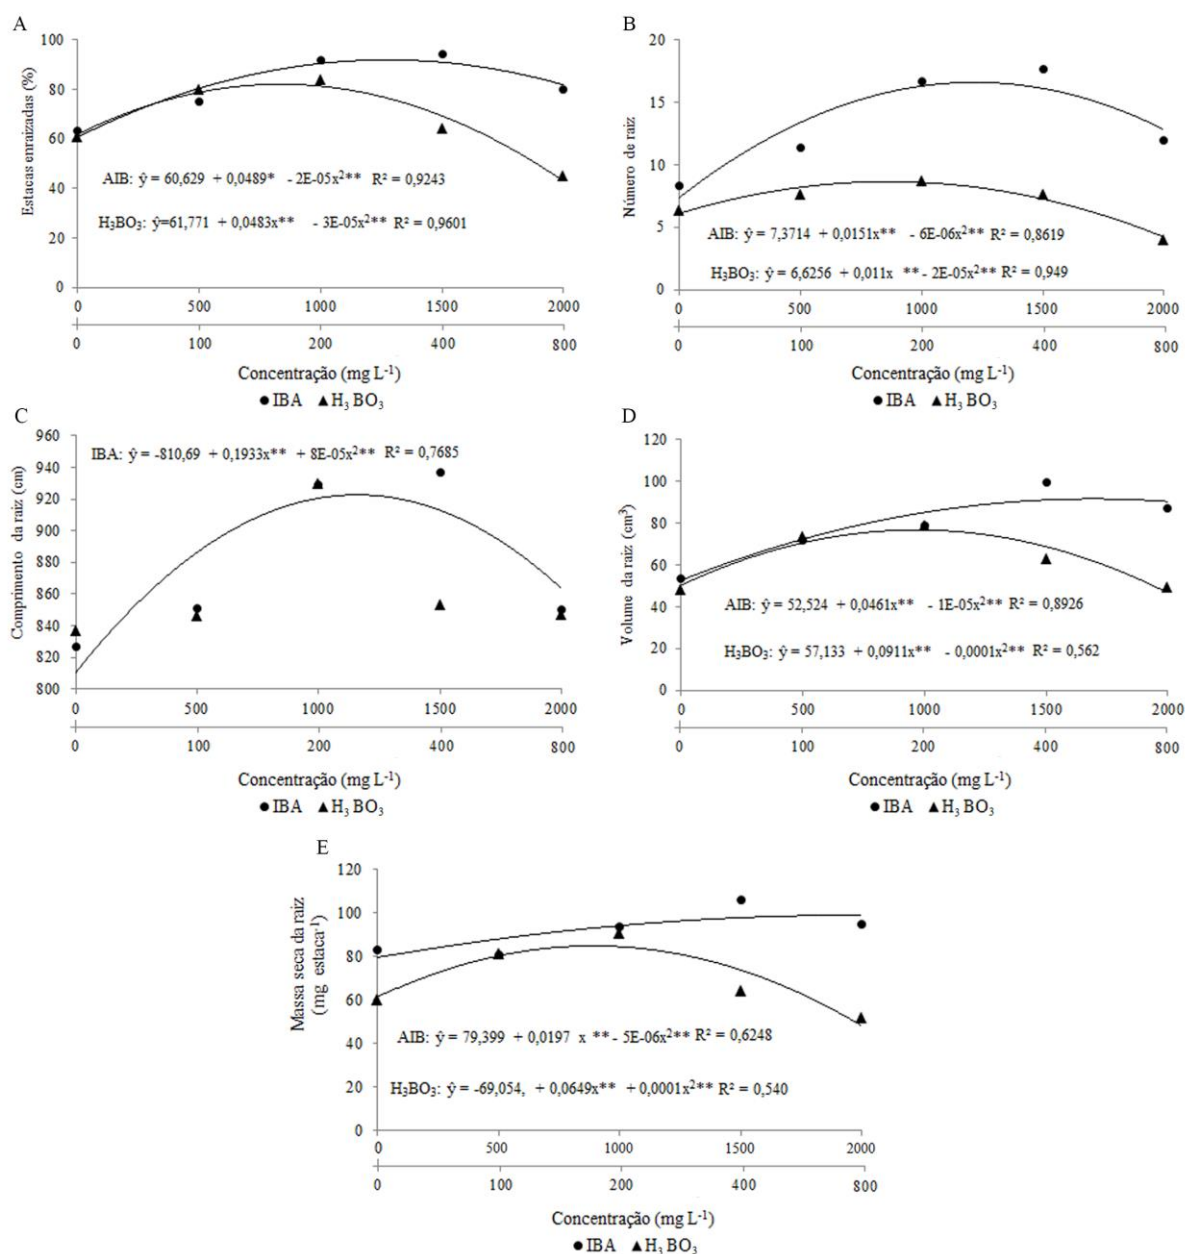 A
Estacas enraizadas (%)
100
80
60
40
20
0
AIB: ŷ = 60,629 + 0,0489* - 2E-05x²** R² = 0,9243
H₃BO₃: ŷ=61,771 + 0,0483x** - 3E-05x²** R² = 0,9601
0 500 1000 1500 2000
0 100 200 400 800
Concentração (mg L⁻¹)
● IBA ▲ H₃ BO₃
B
Número de raiz
20
15
10
5
0
AIB: ŷ = 7,3714 + 0,0151x** - 6E-06x²** R² = 0,8619
H₃BO₃: ŷ = 6,6256 + 0,011x ** - 2E-05x²** R² = 0,949
0 500 1000 1500 2000
0 100 200 400 800
Concentração (mg L⁻¹)
● IBA ▲ H₃ BO₃
C
Comprimento da raiz (cm)
960
940
920
900
880
860
840
820
800
IBA: ŷ = -810,69 + 0,1933x** + 8E-05x²** R² = 0,7685
0 500 1000 1500 2000
0 100 200 400 800
Concentração (mg L⁻¹)
● IBA ▲ H₃ BO₃
D
Volume da raiz (cm³)
120
100
80
60
40
20
0
AIB: ŷ = 52,524 + 0,0461x** - 1E-05x²** R² = 0,8926
H₃BO₃: ŷ = 57,133 + 0,0911x** - 0,0001x²** R² = 0,562
0 500 1000 1500 2000
0 100 200 400 800
Concentração (mg L⁻¹)
● IBA ▲ H₃ BO₃
E
Massa seca da raiz
(mg estaca⁻¹)
120
100
80
60
40
20
0
AIB: ŷ = 79,399 + 0,0197 x ** - 5E-06x²** R² = 0,6248
H₃BO₃: ŷ = -69,054, + 0,0649x** + 0,0001x²** R² = 0,540
0 500 1000 1500 2000
0 100 200 400 800
Concentração (mg L⁻¹)
● IBA ▲ H₃ BO₃